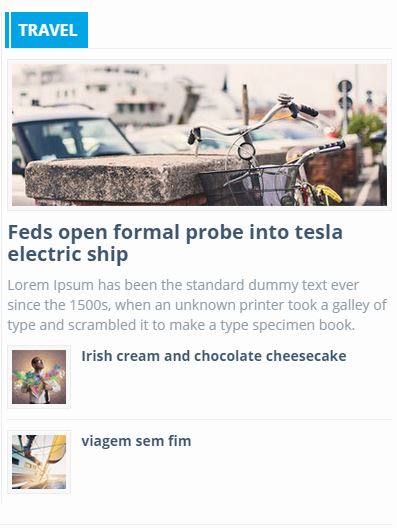 TRAVEL
Feds open formal probe into tesla
electric ship
Lorem Ipsum has been the standard dummy text ever
since the 1500s, when an unknown printer took a galley of
type and scrambled it to make a type specimen book.
Irish cream and chocolate cheesecake
viagem sem fim